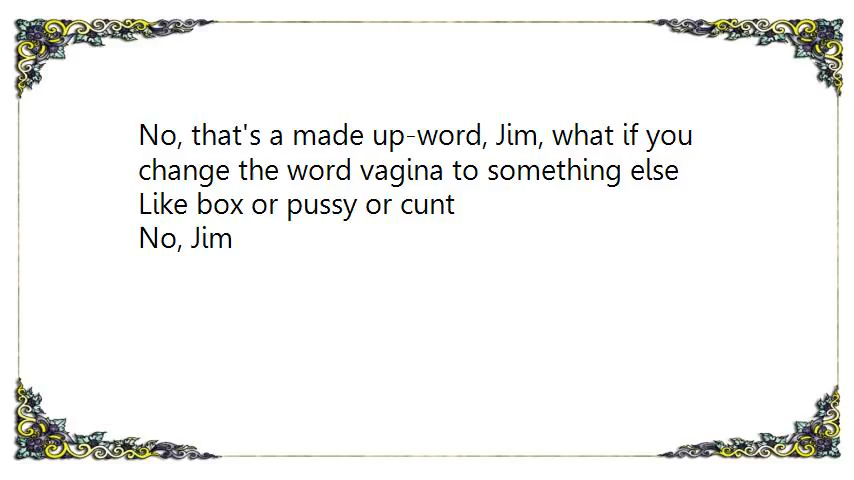 No, that's a made up-word, Jim, what if you
change the word vagina to something else
Like box or pussy or cunt
No, Jim